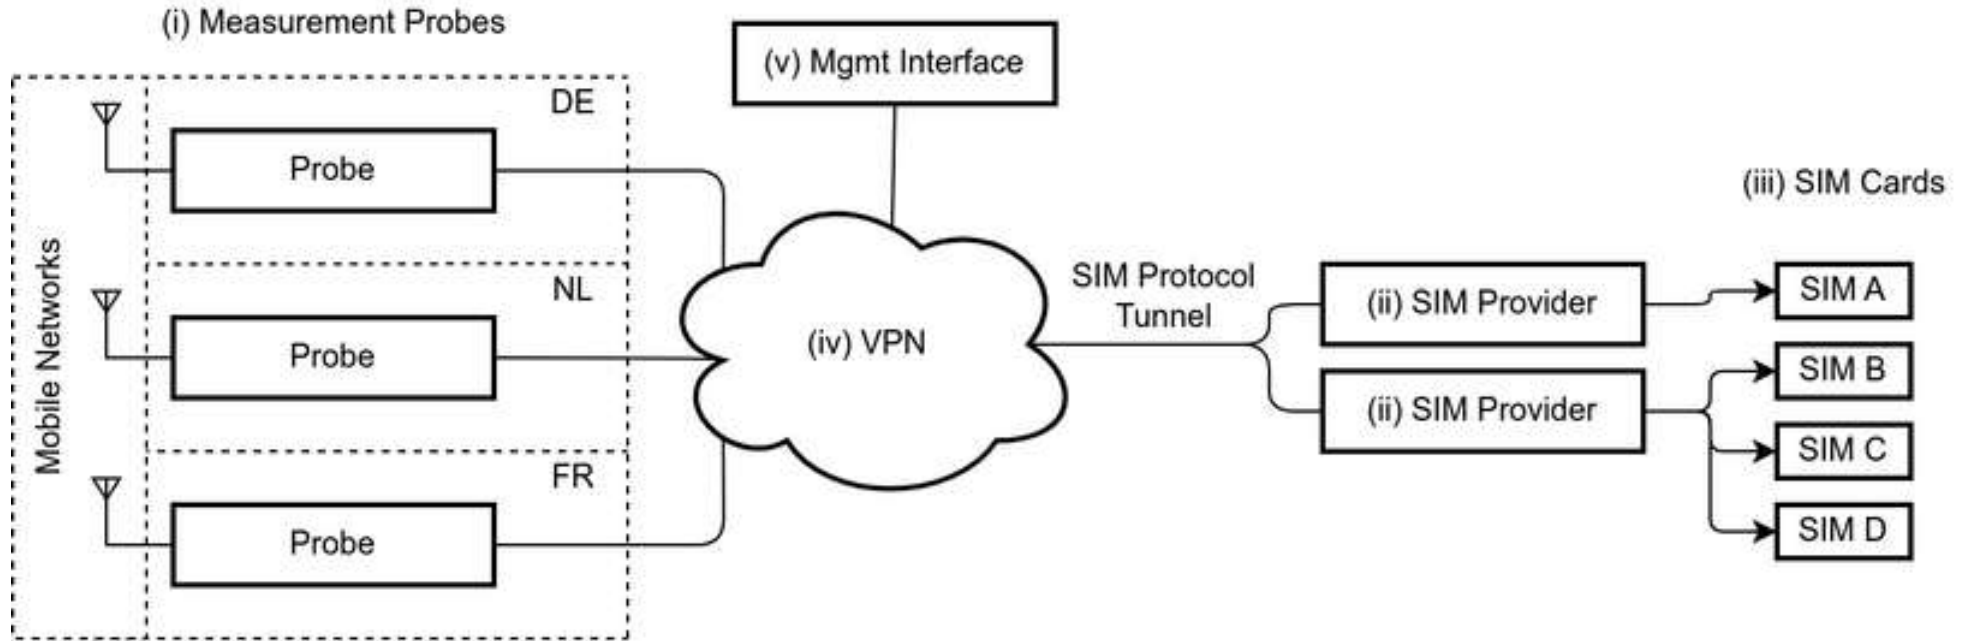 (i) Measurement Probes
(v) Mgmt Interface
DE
Probe
(iii) SIM Cards
Mobile Networks
NL
Probe
(iv) VPN
SIM Protocol
Tunnel
(ii) SIM Provider
(ii) SIM Provider
SIM A
SIM B
SIM C
SIM D
FR
Probe